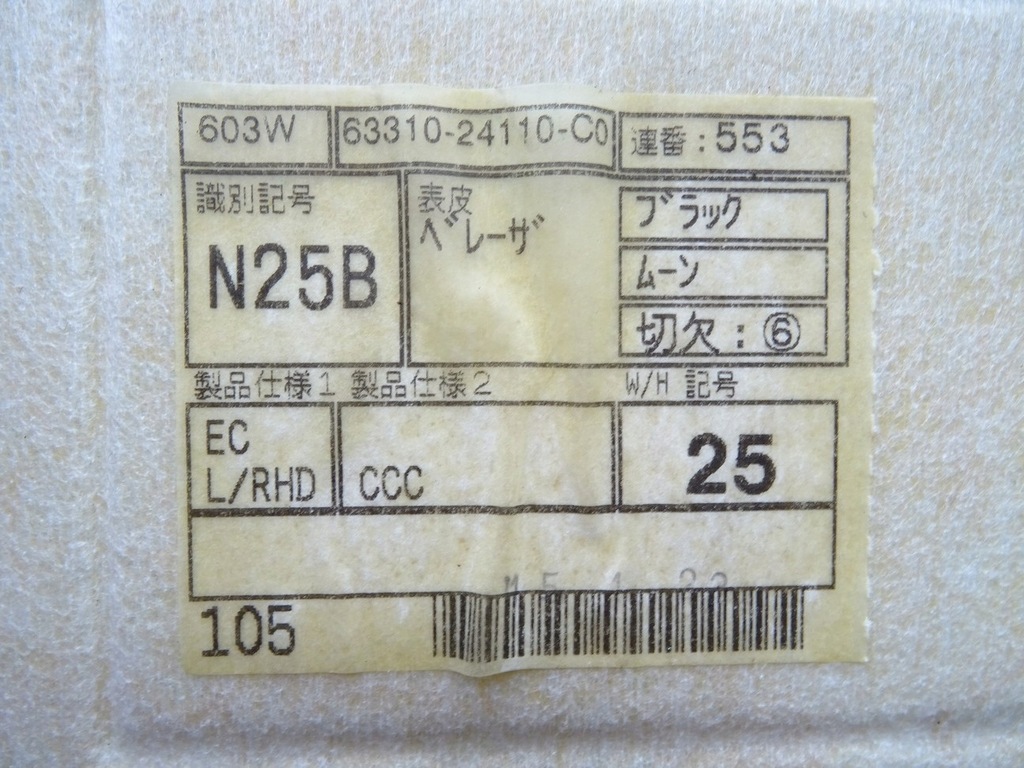 603W 63310-24110-C0 連番：553
識別記号 表皮 ブラック
N25B ベレーザ ムーン
切欠：⑥
製品仕様1 製品仕様2 W/H 記号
EC
L/RHD CCC 25
105